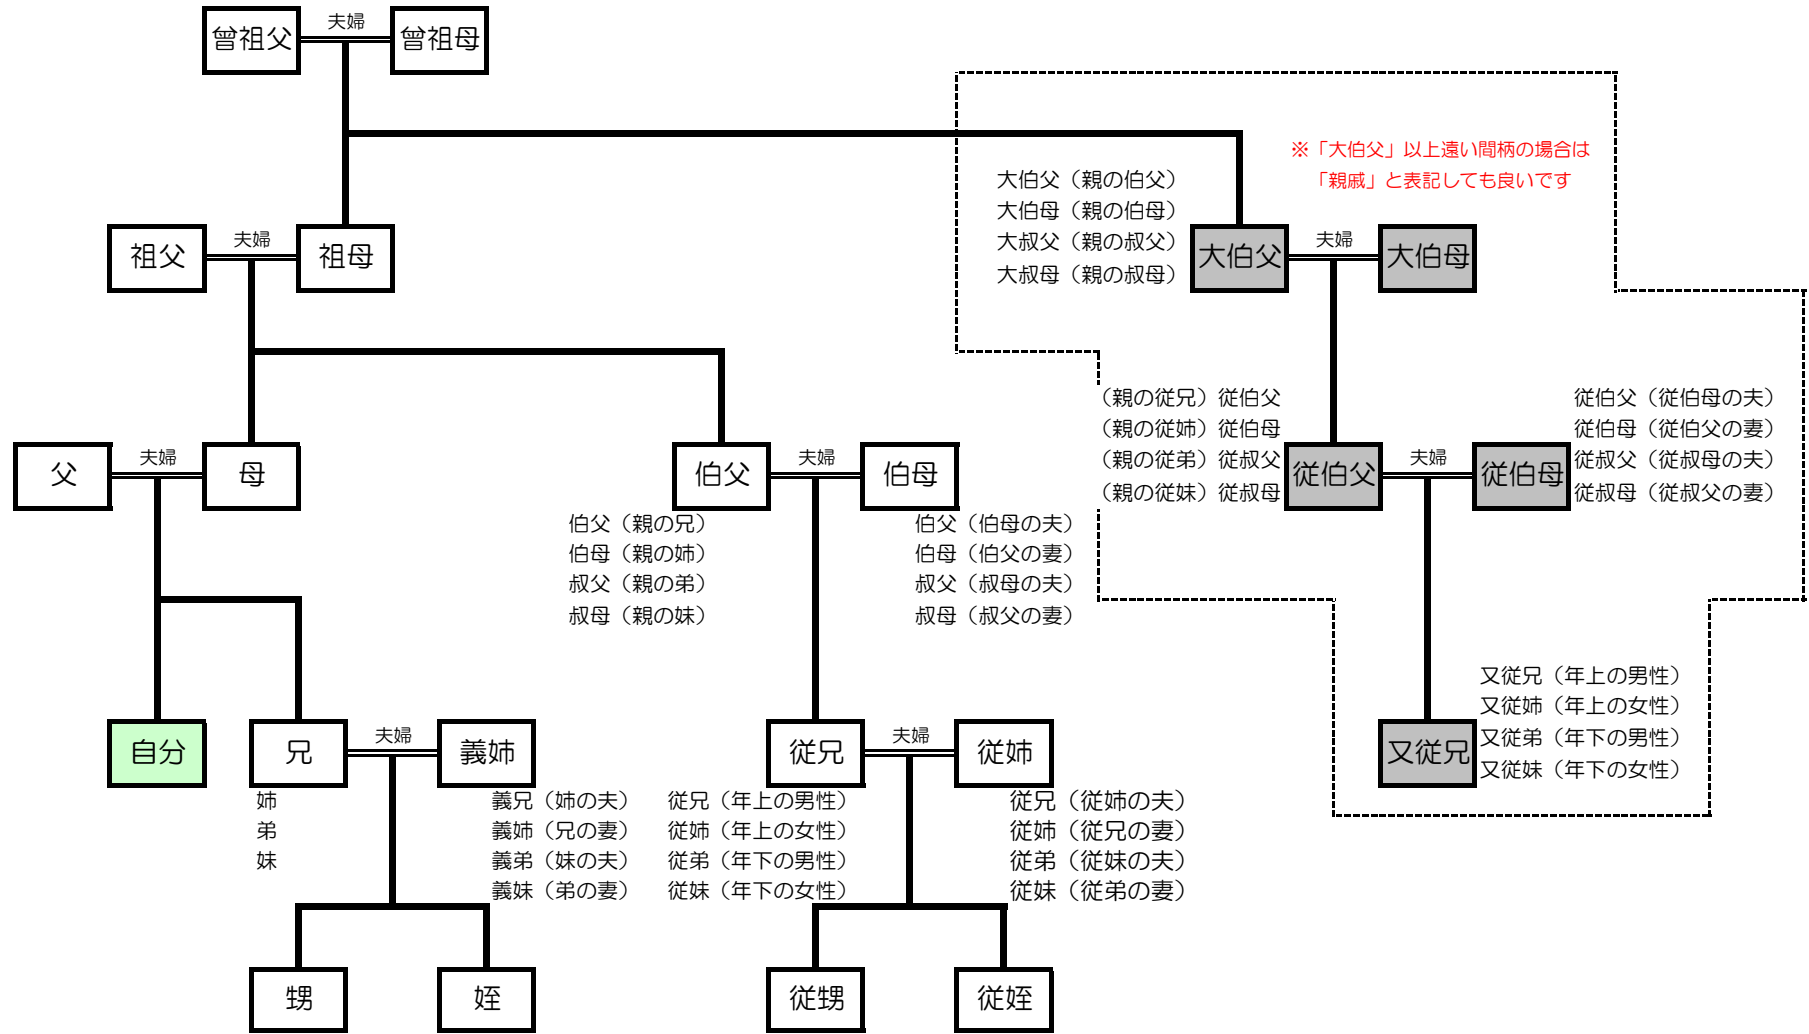 曾祖父
夫婦
曾祖母
※「大伯父」以上遠い間柄の場合は
「親戚」と表記しても良いです
大伯父（親の伯父）
大伯母（親の伯母）
大叔父（親の叔父）
大叔母（親の叔母）
祖父
夫婦
祖母
大伯父
夫婦
大伯母
（親の従兄）従伯父
（親の従姉）従伯母
（親の従弟）従叔父
（親の従妹）従叔母
従伯父（従伯母の夫）
従伯母（従伯父の妻）
従叔父（従叔母の夫）
従叔母（従叔父の妻）
父
夫婦
母
伯父
夫婦
伯母
従伯父
夫婦
従伯母
伯父（親の兄）
伯母（親の姉）
叔父（親の弟）
叔母（親の妹）
伯父（伯母の夫）
伯母（伯父の妻）
叔父（叔母の夫）
叔母（叔父の妻）
又従兄（年上の男性）
又従姉（年上の女性）
又従弟（年下の男性）
又従妹（年下の女性）
自分
兄
夫婦
義姉
従兄
夫婦
従姉
又従兄
姉
弟
妹
義兄（姉の夫）
義姉（兄の妻）
義弟（妹の夫）
義妹（弟の妻）
従兄（年上の男性）
従姉（年上の女性）
従弟（年下の男性）
従妹（年下の女性）
従兄（従姉の夫）
従姉（従兄の妻）
従弟（従妹の夫）
従妹（従弟の妻）
甥
姪
従甥
従姪